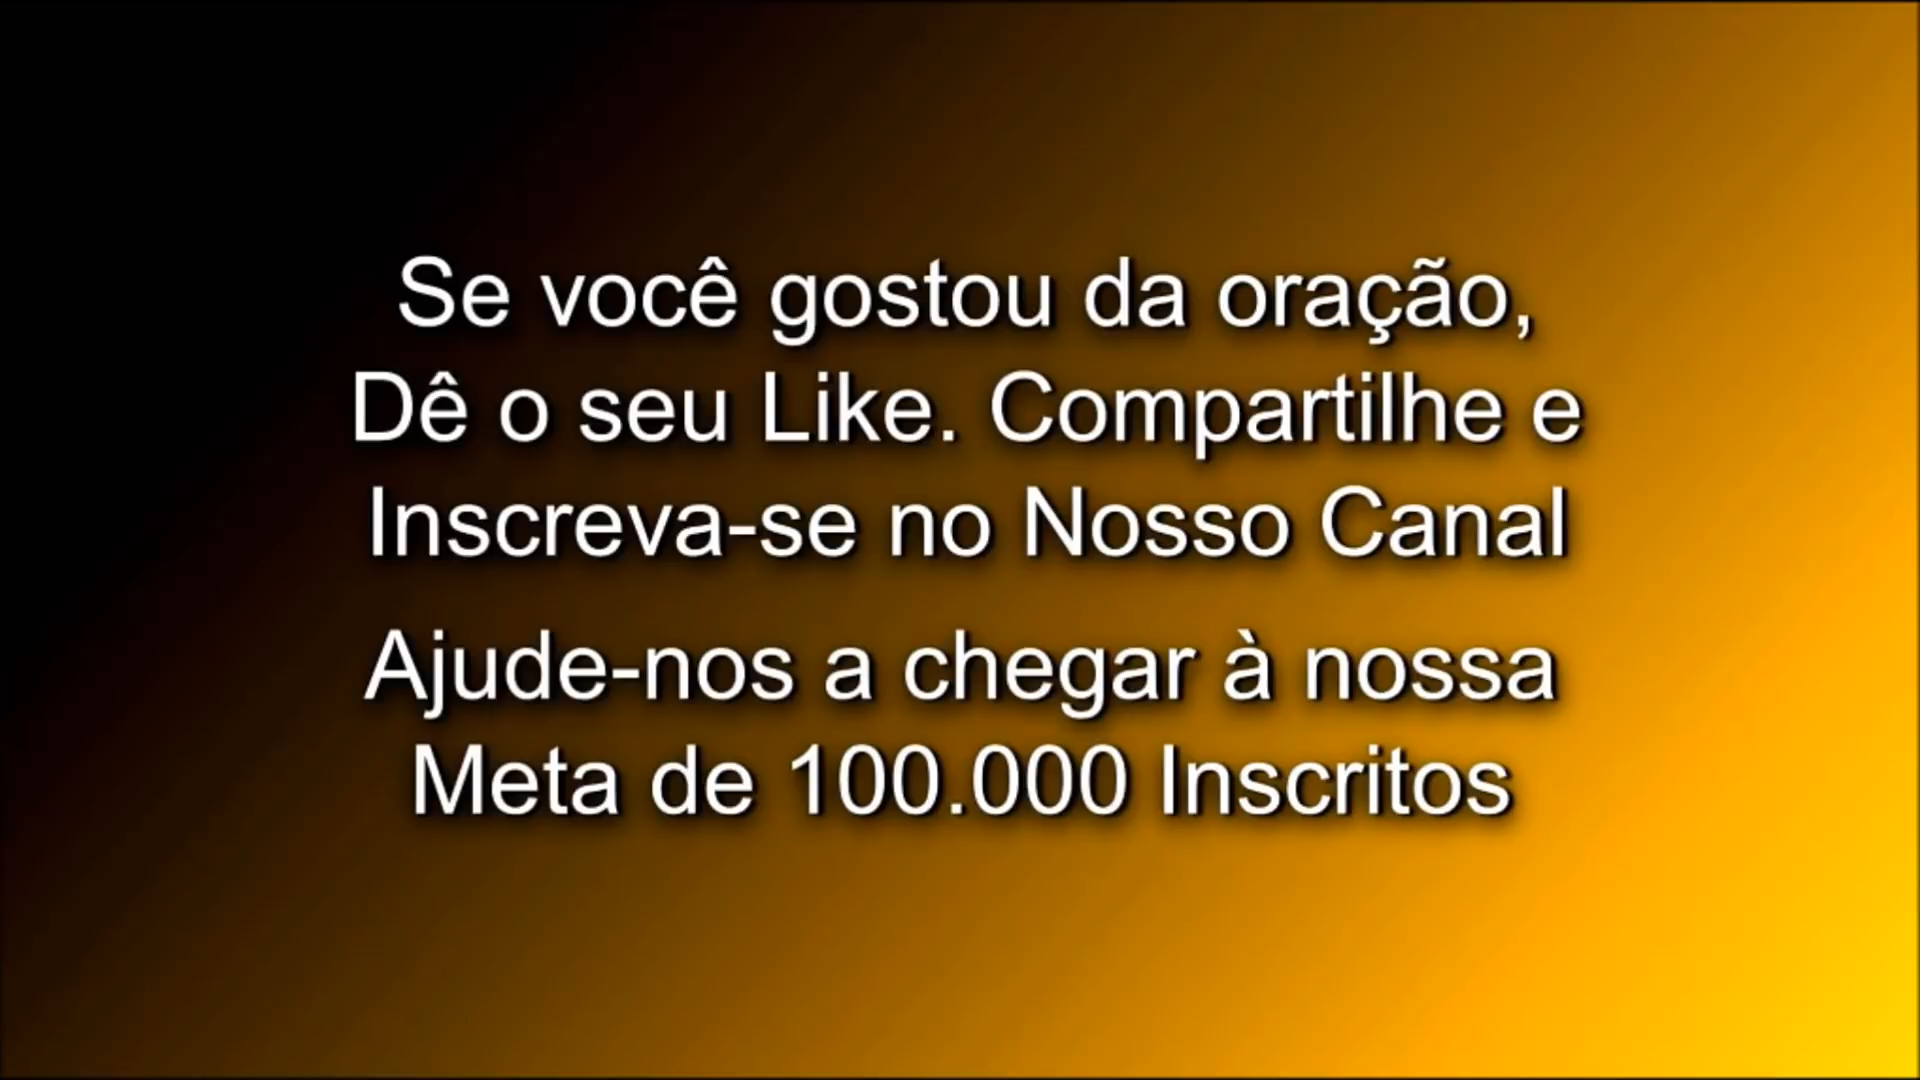 Se você gostou da oração,
Dê o seu Like. Compartilhe e
Inscreva-se no Nosso Canal
Ajude-nos a chegar à nossa
Meta de 100.000 Inscritos